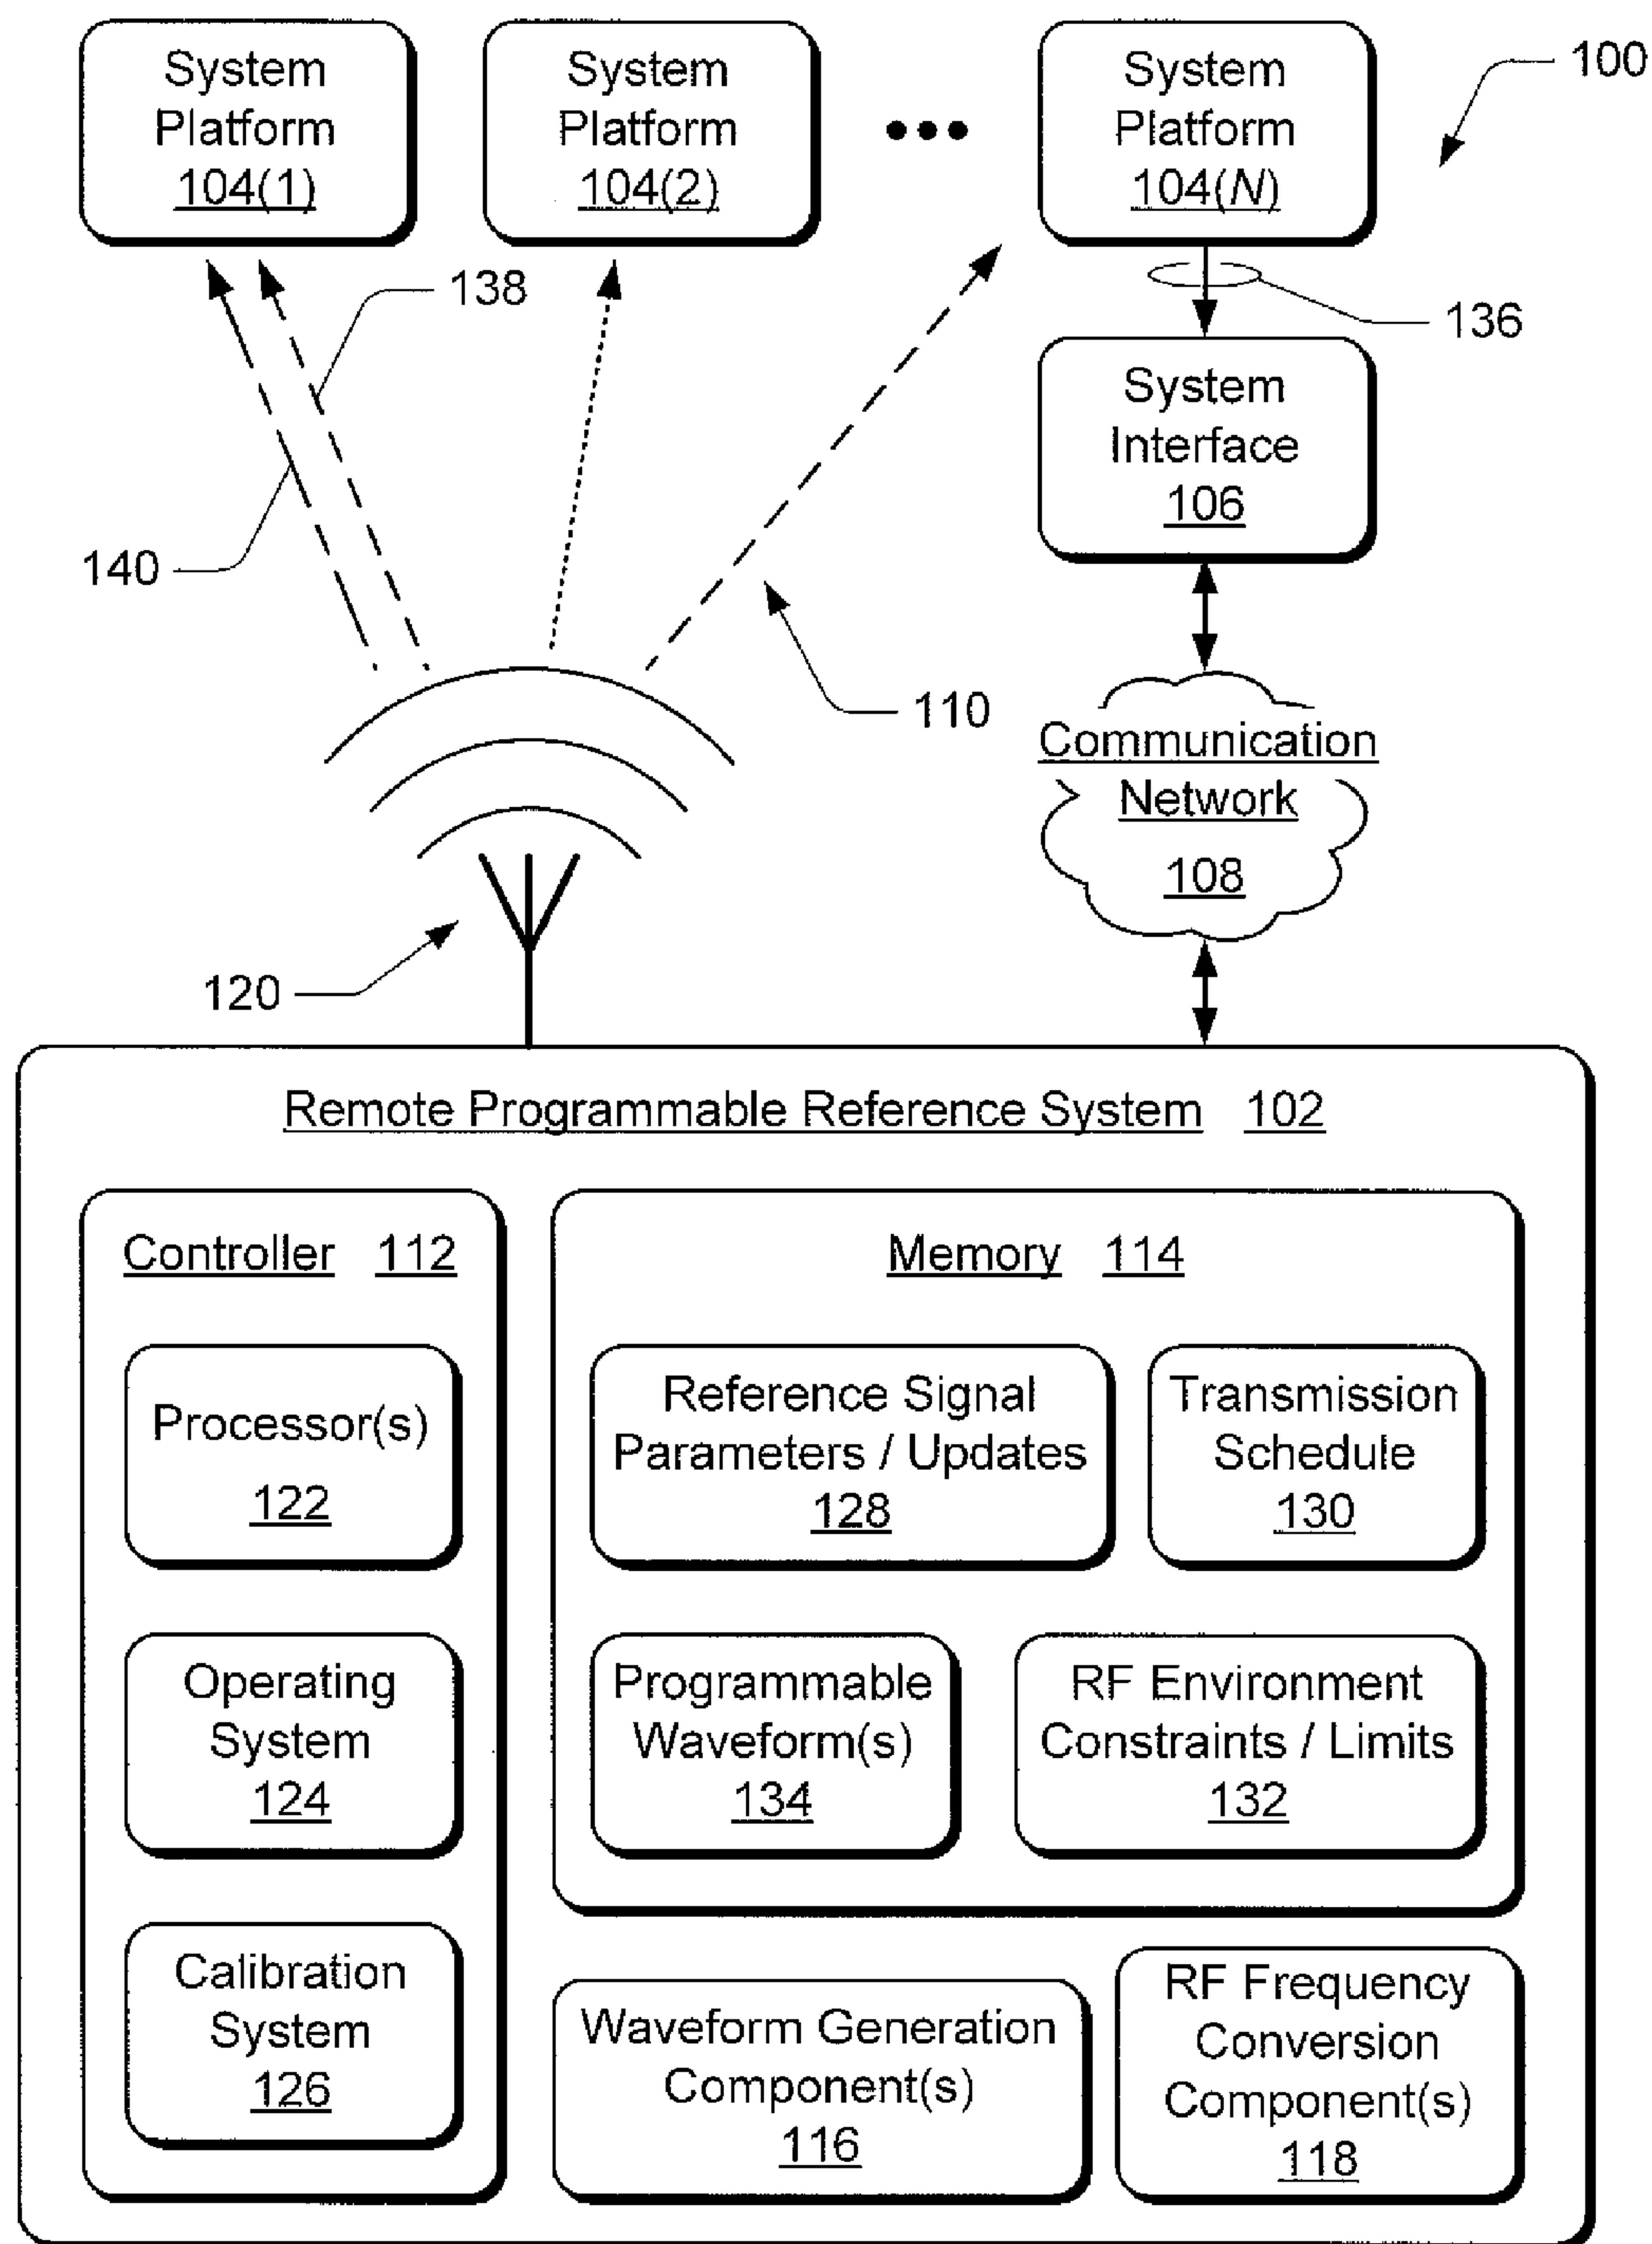 System
Platform
104(1)
System
Platform
104(2)
•••
System
Platform
104(N)
100
138
136
System
Interface
106
140
110
Communication
Network
108
120
Remote Programmable Reference System 102
Controller 112
Processor(s)
122
Operating
System
124
Calibration
System
126
Memory 114
Reference Signal
Parameters / Updates
128
Transmission
Schedule
130
Programmable
Waveform(s)
134
RF Environment
Constraints / Limits
132
Waveform Generation
Component(s)
116
RF Frequency
Conversion
Component(s)
118